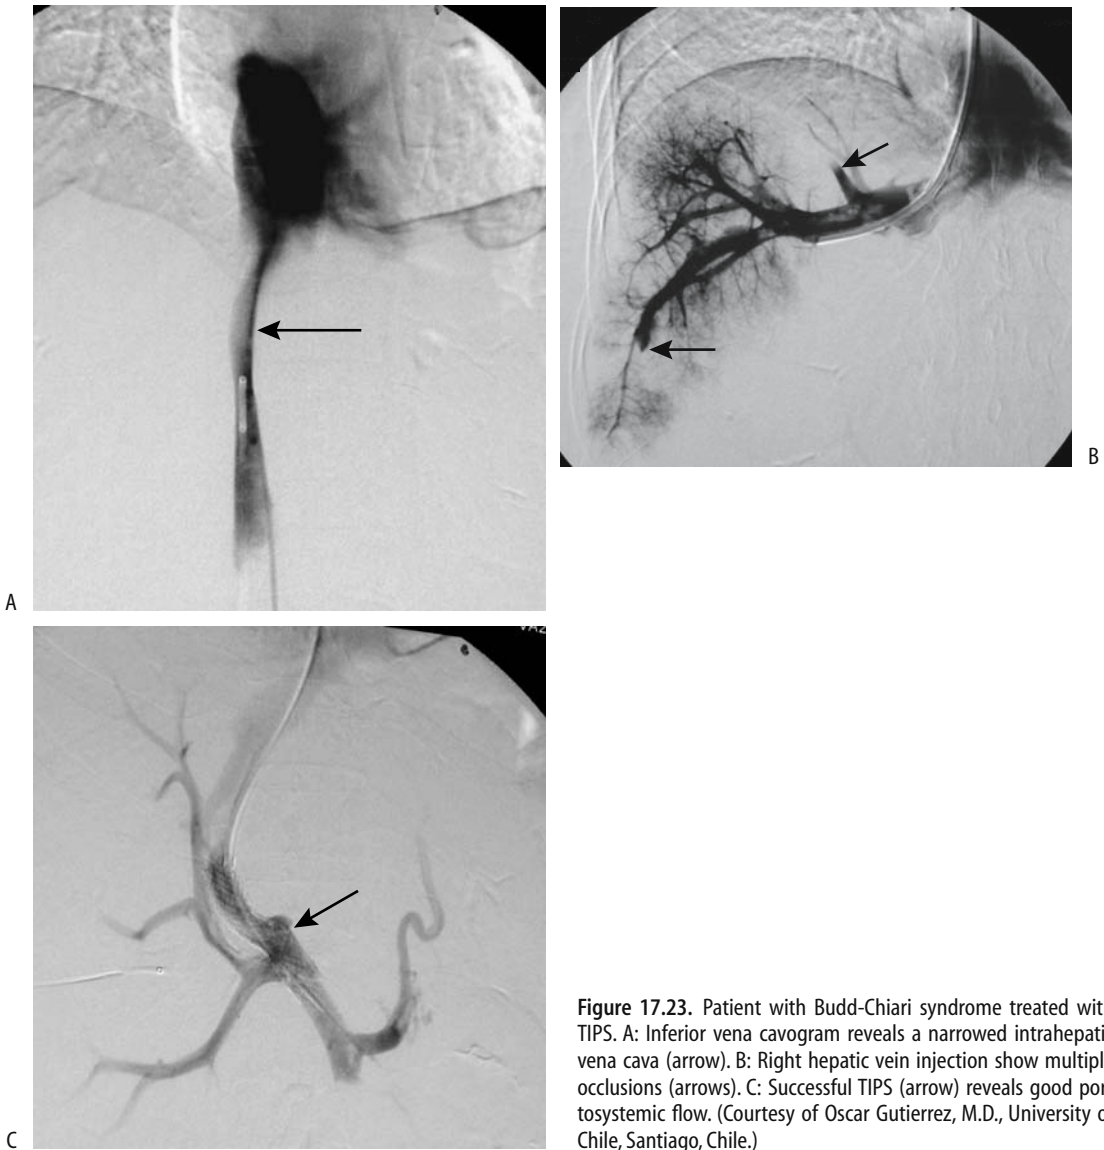 A
B
C
Figure 17.23. Patient with Budd-Chiari syndrome treated wit
TIPS. A: Inferior vena cavogram reveals a narrowed intrahepati
vena cava (arrow). B: Right hepatic vein injection show multipl
occlusions (arrows). C: Successful TIPS (arrow) reveals good por
tosystemic flow. (Courtesy of Oscar Gutierrez, M.D., University o
Chile, Santiago, Chile.)